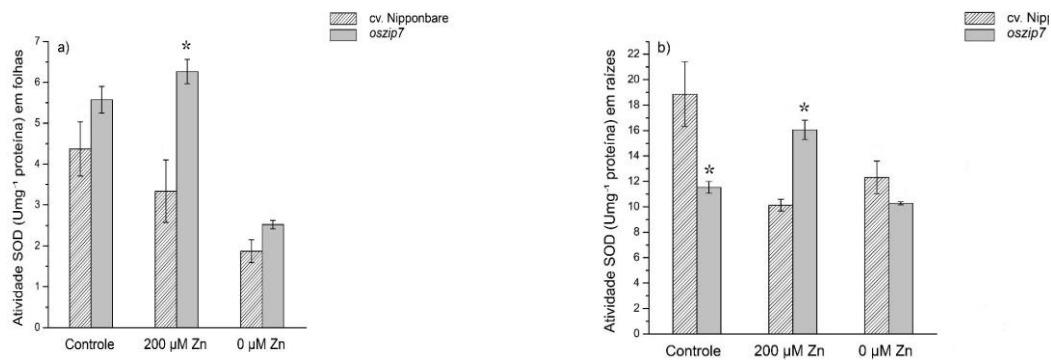 cv. Nipponbare
oszip7
a)
*
Atividade SOD (Umg⁻¹ proteína) em folhas
7
6
5
4
3
2
1
0
Controle
200 µM Zn
0 µM Zn
cv. Nipp
oszip7
b)
*
*
Atividade SOD (Umg⁻¹ proteína) em raízes
22
20
18
16
14
12
10
8
6
4
2
0
Controle
200 µM Zn
0 µM Zn